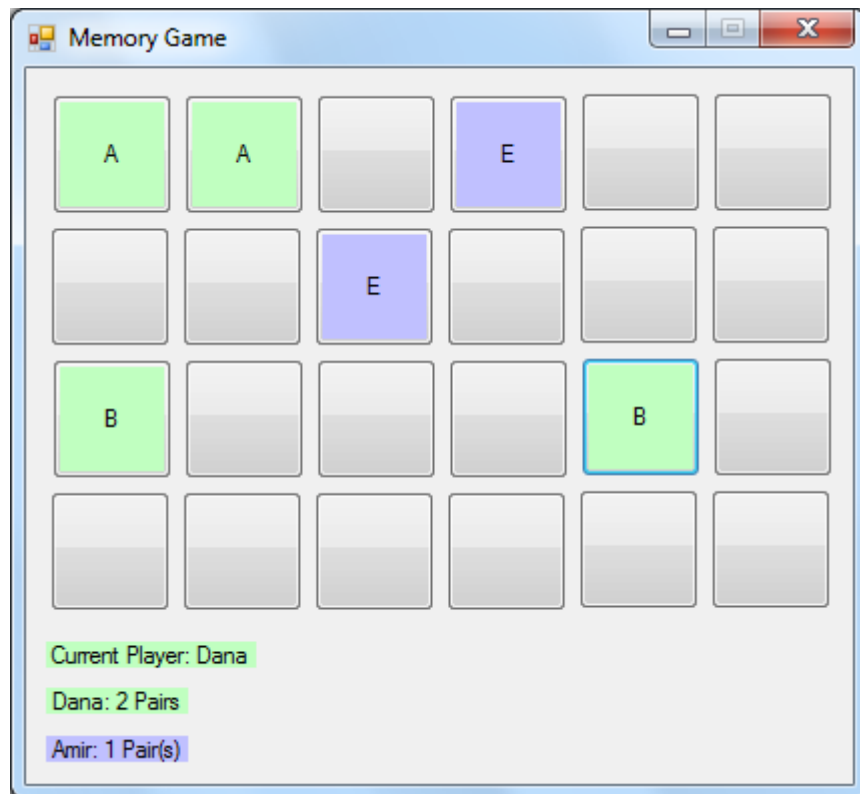 Memory Game
A A E
E
B B
Current Player: Dana
Dana: 2 Pairs
Amir: 1 Pair(s)